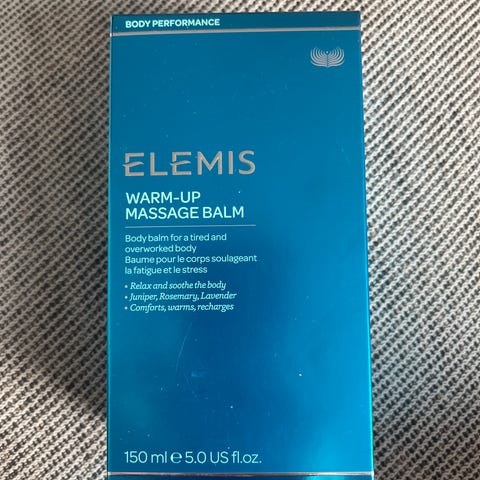 BODY PERFORMANCE
ELEMIS
WARM-UP
MASSAGE BALM
Body balm for a tired and
overworked body
Baume pour le corps soulageant
la fatigue et le stress
• Relax and soothe the body
• Juniper, Rosemary, Lavender
• Comforts, warms, recharges
150 ml ℮ 5.0 US fl.oz.